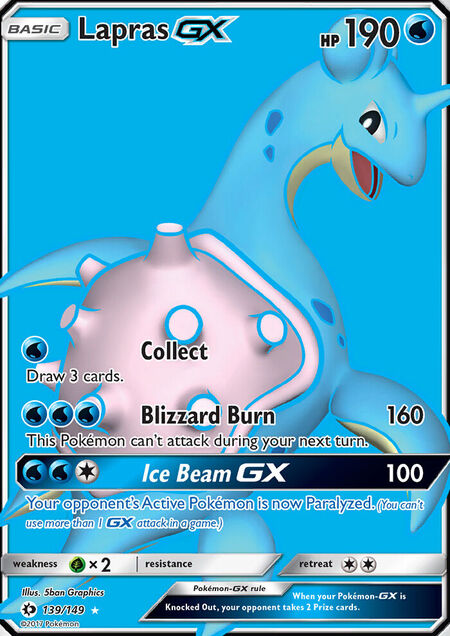 BASIC Lapras GX HP 190
Collect
Draw 3 cards.
Blizzard Burn 160
This Pokémon can't attack during your next turn.
Ice Beam GX 100
Your opponent's Active Pokémon is now Paralyzed. (You can't
use more than 1 GX attack in a game.)
weakness ×2 resistance retreat
Illus. 5ban Graphics
139/149
©2017 Pokémon
Pokémon-GX rule
When your Pokémon-GX is
Knocked Out, your opponent takes 2 Prize cards.